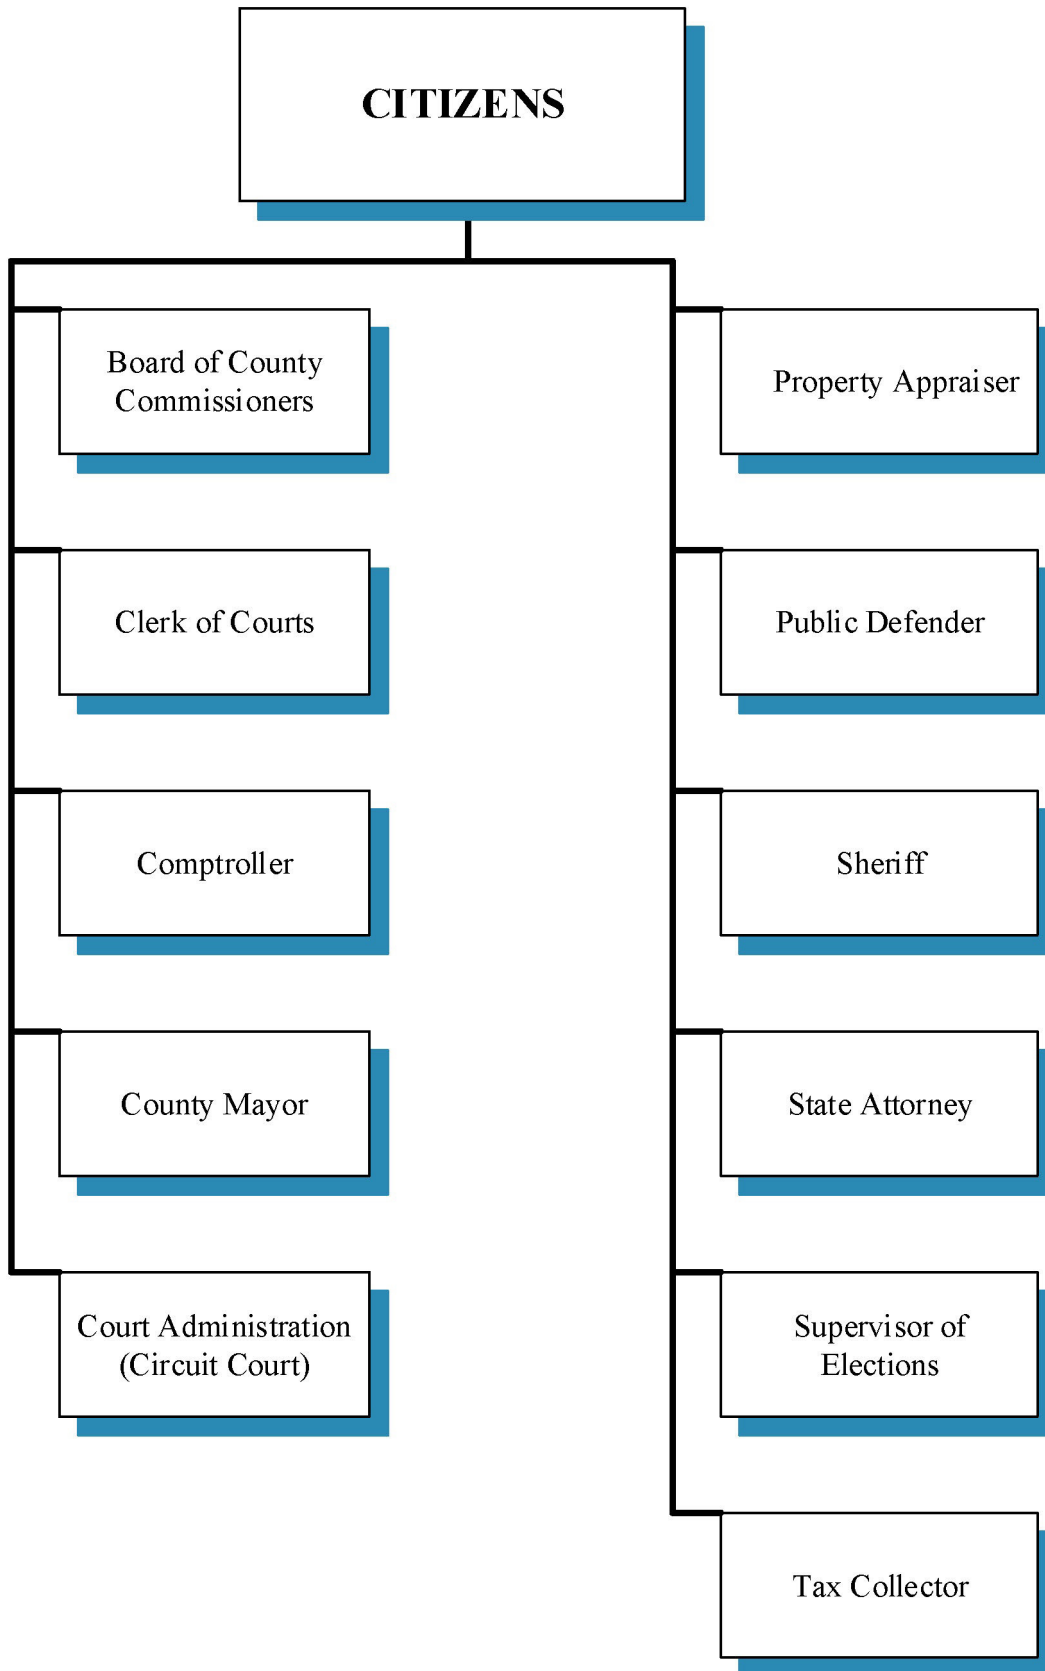 CITIZENS
Board of County
Commissioners
Clerk of Courts
Comptroller
County Mayor
Court Administration
(Circuit Court)
Property Appraiser
Public Defender
Sheriff
State Attorney
Supervisor of
Elections
Tax Collector